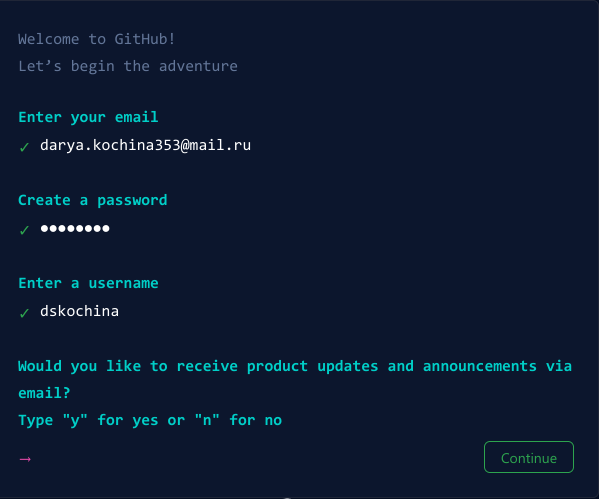 Welcome to GitHub!
Let’s begin the adventure
Enter your email
✓ darya.kochina353@mail.ru
Create a password
✓ ●●●●●●●●
Enter a username
✓ dskochina
Would you like to receive product updates and announcements via
email?
Type "y" for yes or "n" for no
→ Continue